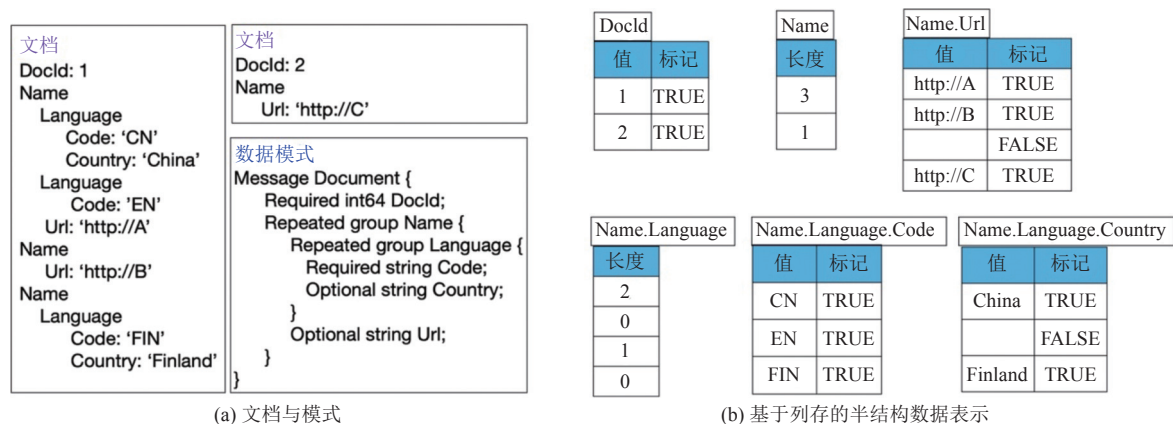 文档
DocId: 1
Name
Language
Code: ‘CN’
Country: ‘China’
Language
Code: ‘EN’
Url: ‘http://A’
Name
Url: ‘http://B’
Name
Language
Code: ‘FIN’
Country: ‘Finland’
文档
DocId: 2
Name
Url: ‘http://C’
数据模式
Message Document {
Required int64 DocId;
Repeated group Name {
Repeated group Language {
Required string Code;
Optional string Country;
}
Optional string Url;
}
}
(a) 文档与模式
DocId
值 标记
1 TRUE
2 TRUE
Name
长度
3
1
Name.Url
值 标记
http://A TRUE
http://B TRUE
FALSE
http://C TRUE
Name.Language
长度
2
0
1
0
Name.Language.Code
值 标记
CN TRUE
EN TRUE
FIN TRUE
Name.Language.Country
值 标记
China TRUE
FALSE
Finland TRUE
(b) 基于列存的半结构数据表示